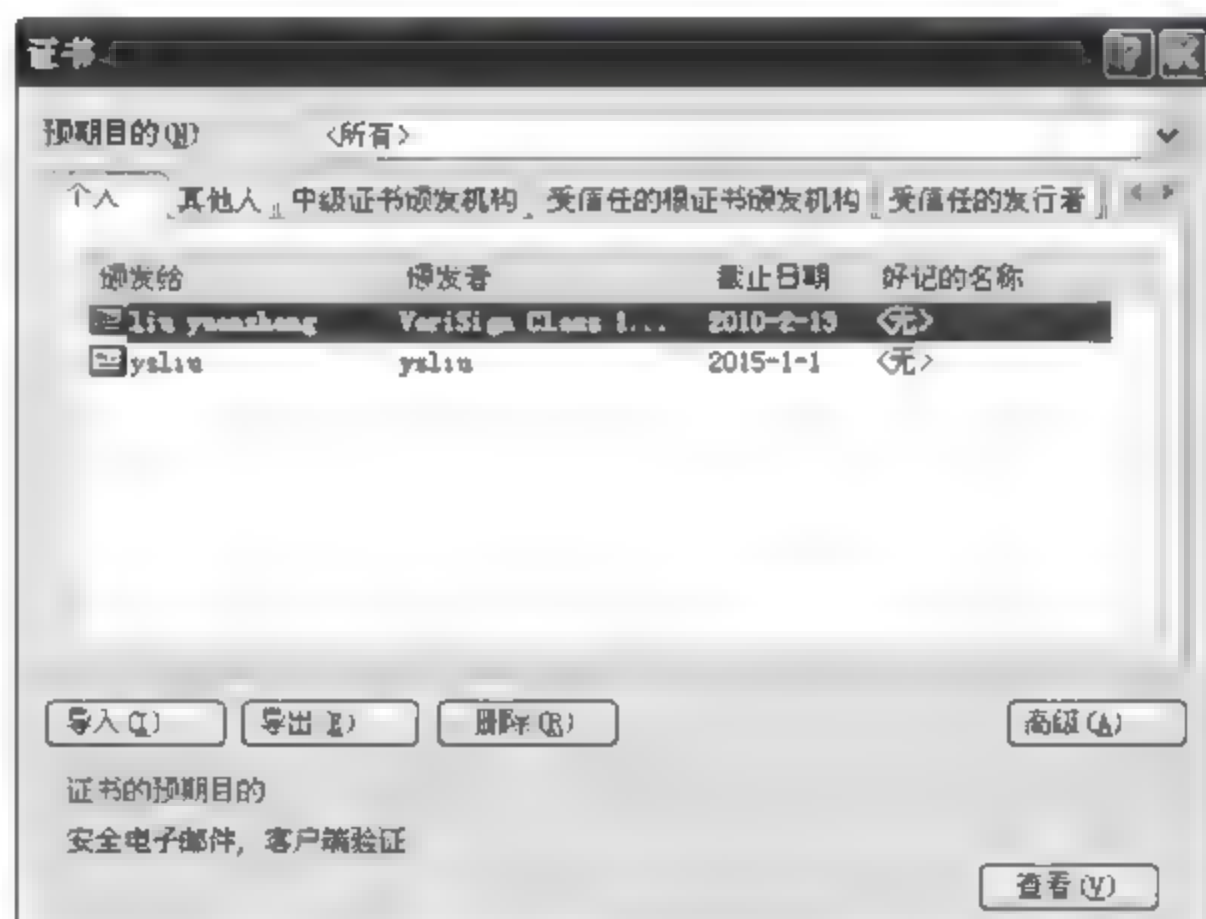 证书
预期目的(N) <所有>
个人 其他人 中级证书颁发机构 受信任的根证书颁发机构 受信任的发行者
颁发给 颁发者 截止日期 好记的名称
liu yuansheng VeriSign Class 1... 2010-2-13 <无>
ysliu ysliu 2015-1-1 <无>
导入(I) 导出(E) 删除(R) 高级(A)
证书的预期目的
安全电子邮件, 客户端验证
查看(V)